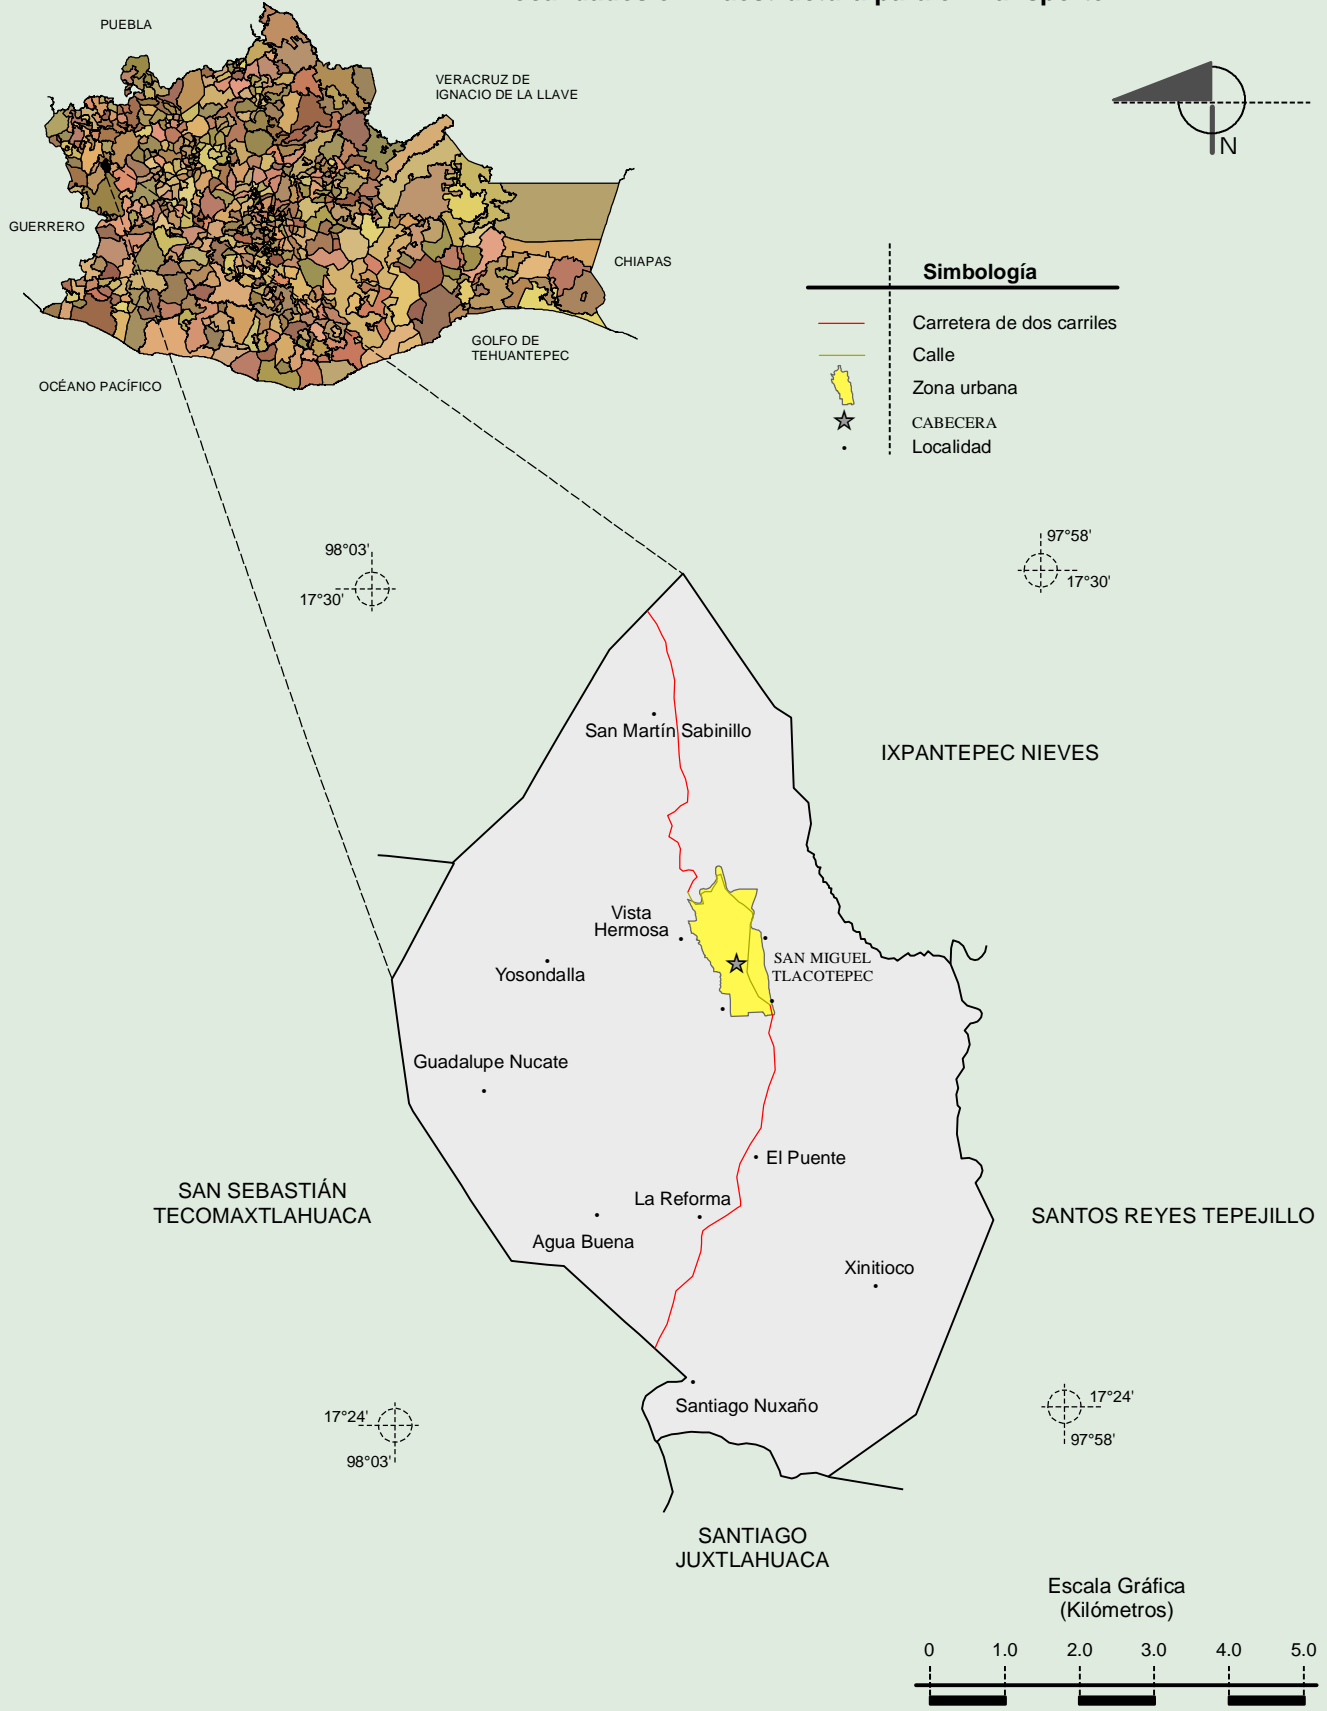 PUEBLA
VERACRUZ DE
IGNACIO DE LA LLAVE
N
GUERRERO
CHIAPAS
GOLFO DE
TEHUANTEPEC
OCÉANO PACÍFICO
Simbología
Carretera de dos carriles
Calle
Zona urbana
CABECERA
Localidad
98°03'
17°30'
97°58'
17°30'
San Martín Sabinillo
IXPANTEPEC NIEVES
Vista
Hermosa
Yosondalla
SAN MIGUEL
TLACOTEPEC
Guadalupe Nucate
El Puente
SAN SEBASTIÁN
TECOMAXTLAHUACA
La Reforma
SANTOS REYES TEPEJILLO
Agua Buena
Xinitioco
Santiago Nuxaño
17°24'
98°03'
17°24'
97°58'
SANTIAGO
JUXTLAHUACA
Escala Gráfica
(Kilómetros)
0 1.0 2.0 3.0 4.0 5.0